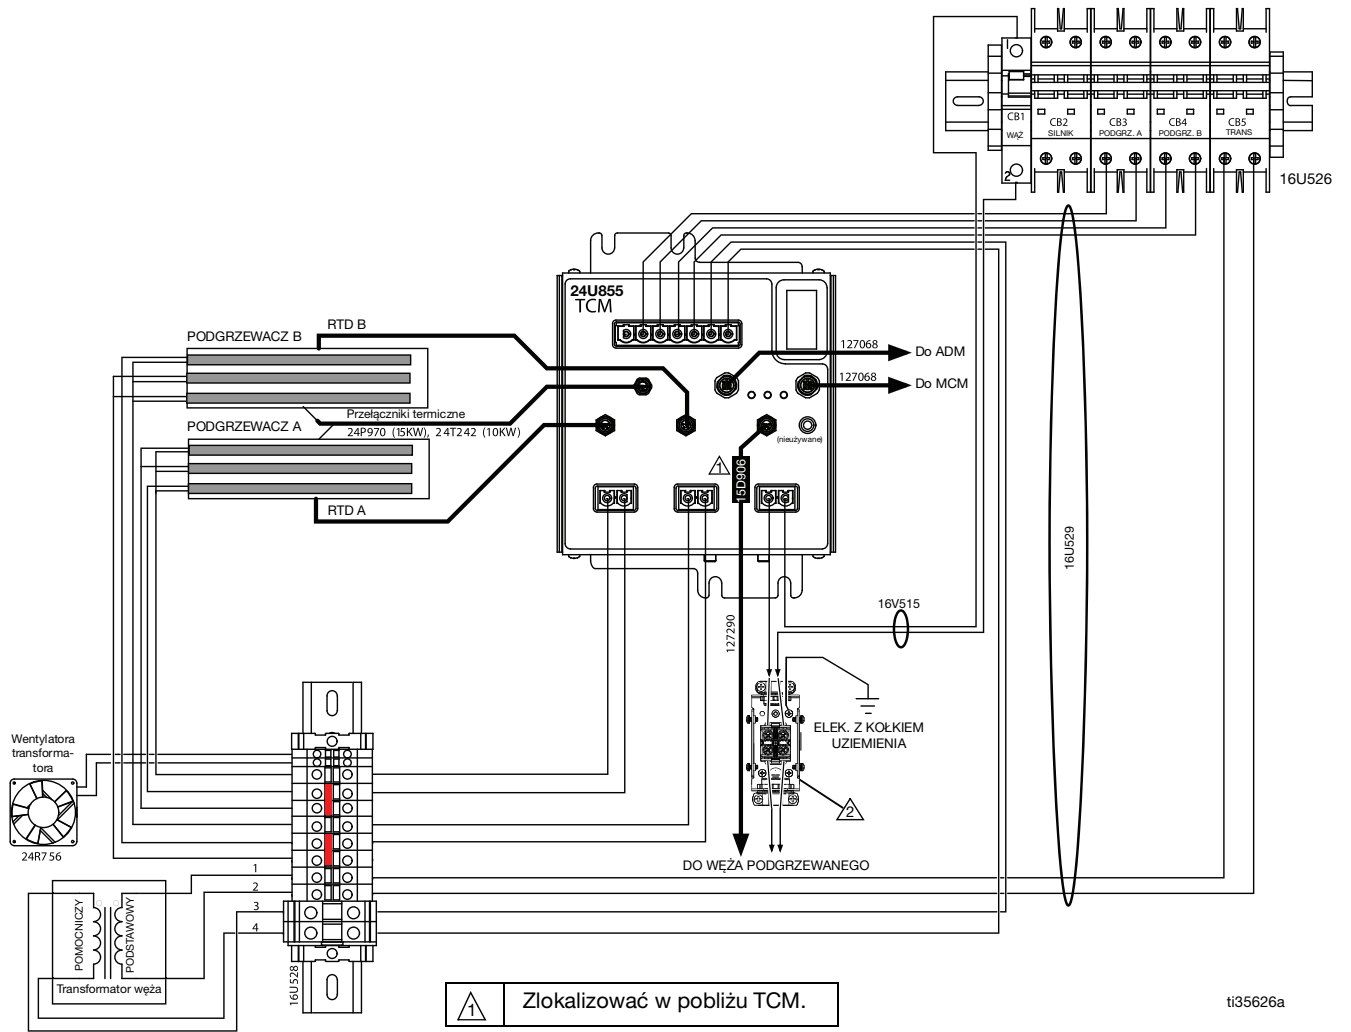 1
CB1
WĄŻ
2
CB2
SILNIK
CB3
PODGRZ. A
CB4
PODGRZ. B
CB5
TRANS
16U526
24U855
TCM
RTD B
PODGRZEWACZ B
127068
Do ADM
127068
Do MCM
Przełączniki termiczne
24P970 (15KW), 24T242 (10KW)
PODGRZEWACZ A
(nieużywane)
1
15D906
RTD A
16U529
16V515
127290
ELEK. Z KOŁKIEM
UZIEMIENIA
2
Wentylatora
transforma-
tora
24R756
DO WĘŻA PODGRZEWANEGO
1
2
3
4
POMOCNICZY
PODSTAWOWY
Transformator węża
16U528
1 Zlokalizować w pobliżu TCM.
ti35626a